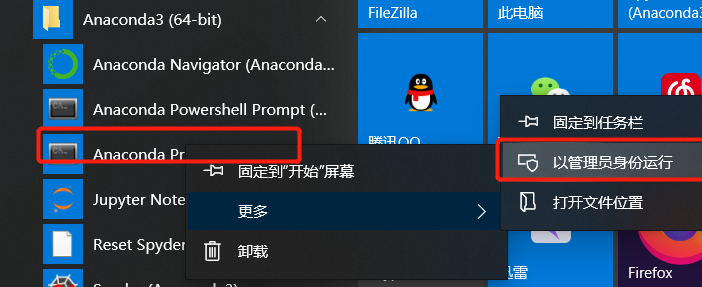 Anaconda3 (64-bit)
Anaconda Navigator (Anaconda...
Anaconda Powershell Prompt (...
Anaconda Pr
Jupyter Note
Reset Spyder
FileZilla
此电脑
腾讯QQ
迅雷
Firefox
固定到"开始"屏幕
更多
卸载
固定到任务栏
以管理员身份运行
打开文件位置